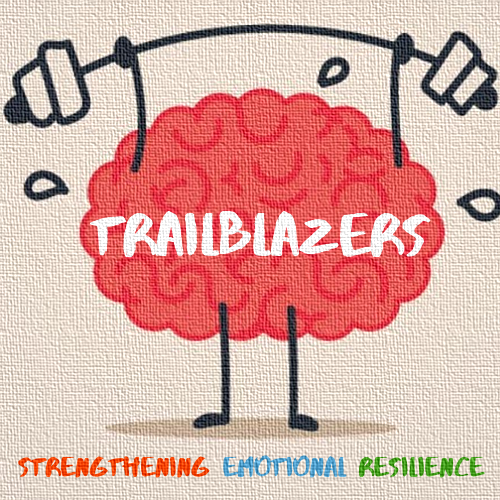 TRAILBLAZERS
STRENGTHENING EMOTIONAL RESILIENCE